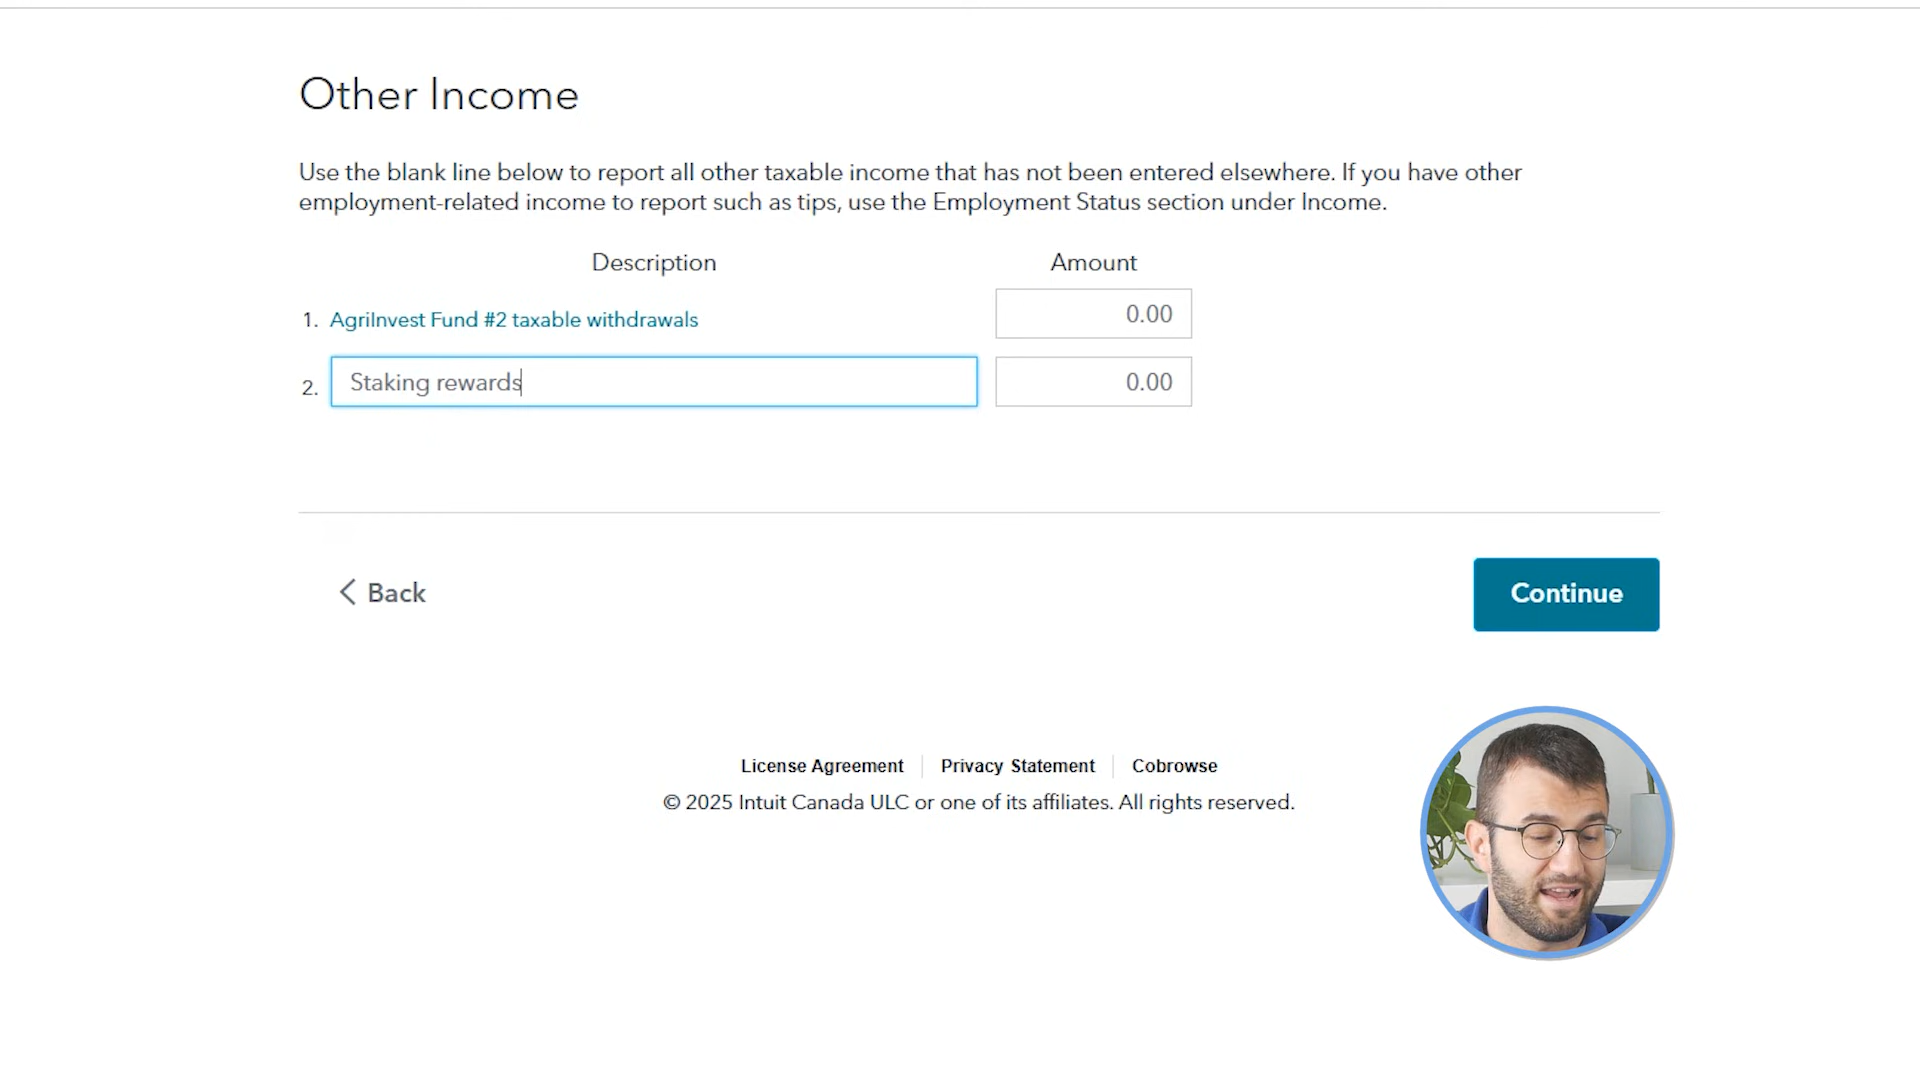 Other Income
Use the blank line below to report all other taxable income that has not been entered elsewhere. If you have other
employment-related income to report such as tips, use the Employment Status section under Income.
Description Amount
1. AgriInvest Fund #2 taxable withdrawals 0.00
2. Staking rewards 0.00
Back Continue
License Agreement Privacy Statement Cobrowse
© 2025 Intuit Canada ULC or one of its affiliates. All rights reserved.